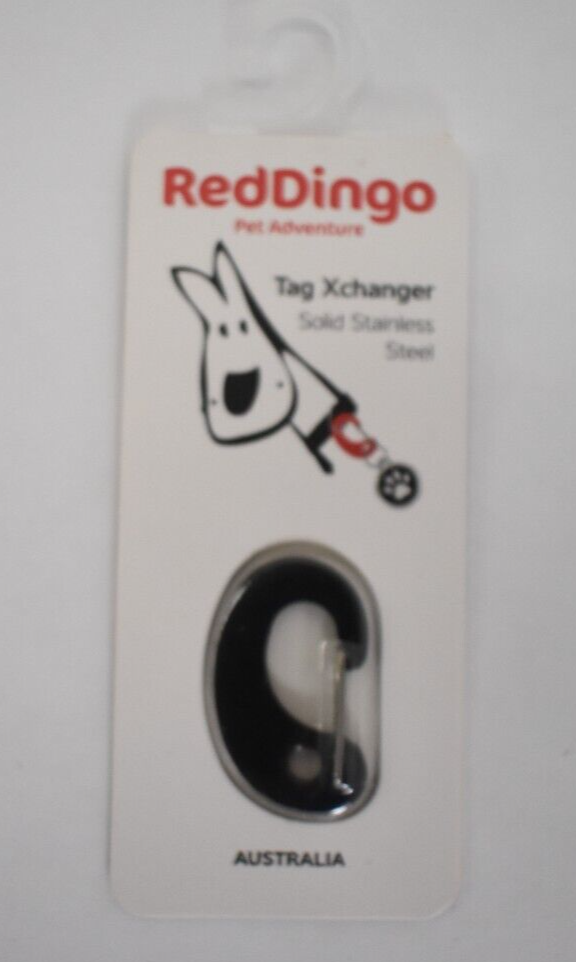 RedDingo
Pet Adventure
Tag Xchanger
Solid Stainless
Steel
AUSTRALIA